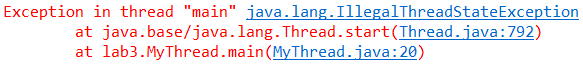 Exception in thread "main" java.lang.IllegalThreadStateException
at java.base/java.lang.Thread.start(Thread.java:792)
at lab3.MyThread.main(MyThread.java:20)